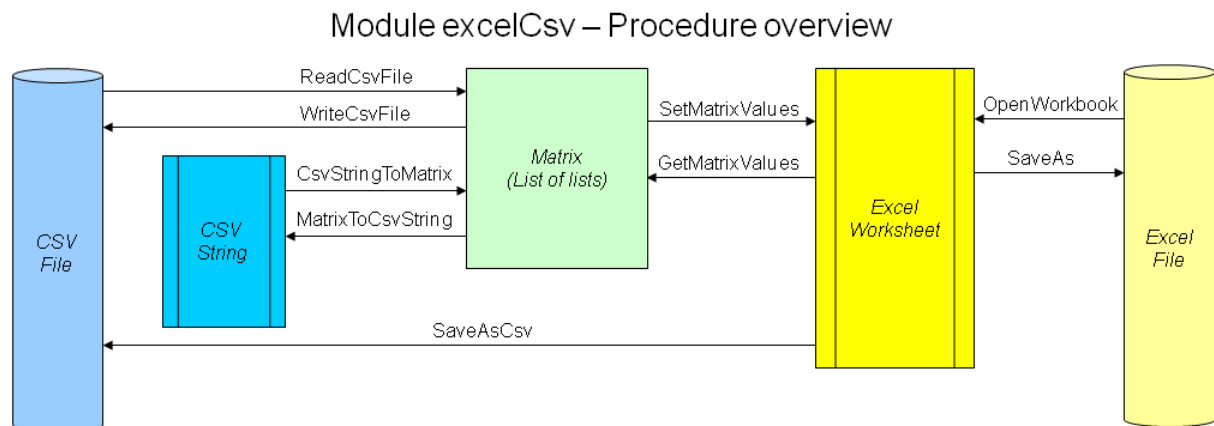 Module excelCsv – Procedure overview
ReadCsvFile
WriteCsvFile
SetMatrixValues
OpenWorkbook
Matrix
(List of lists)
GetMatrixValues
SaveAs
CsvStringToMatrix
MatrixToCsvString
CSV
File
CSV
String
Excel
Worksheet
Excel
File
SaveAsCsv